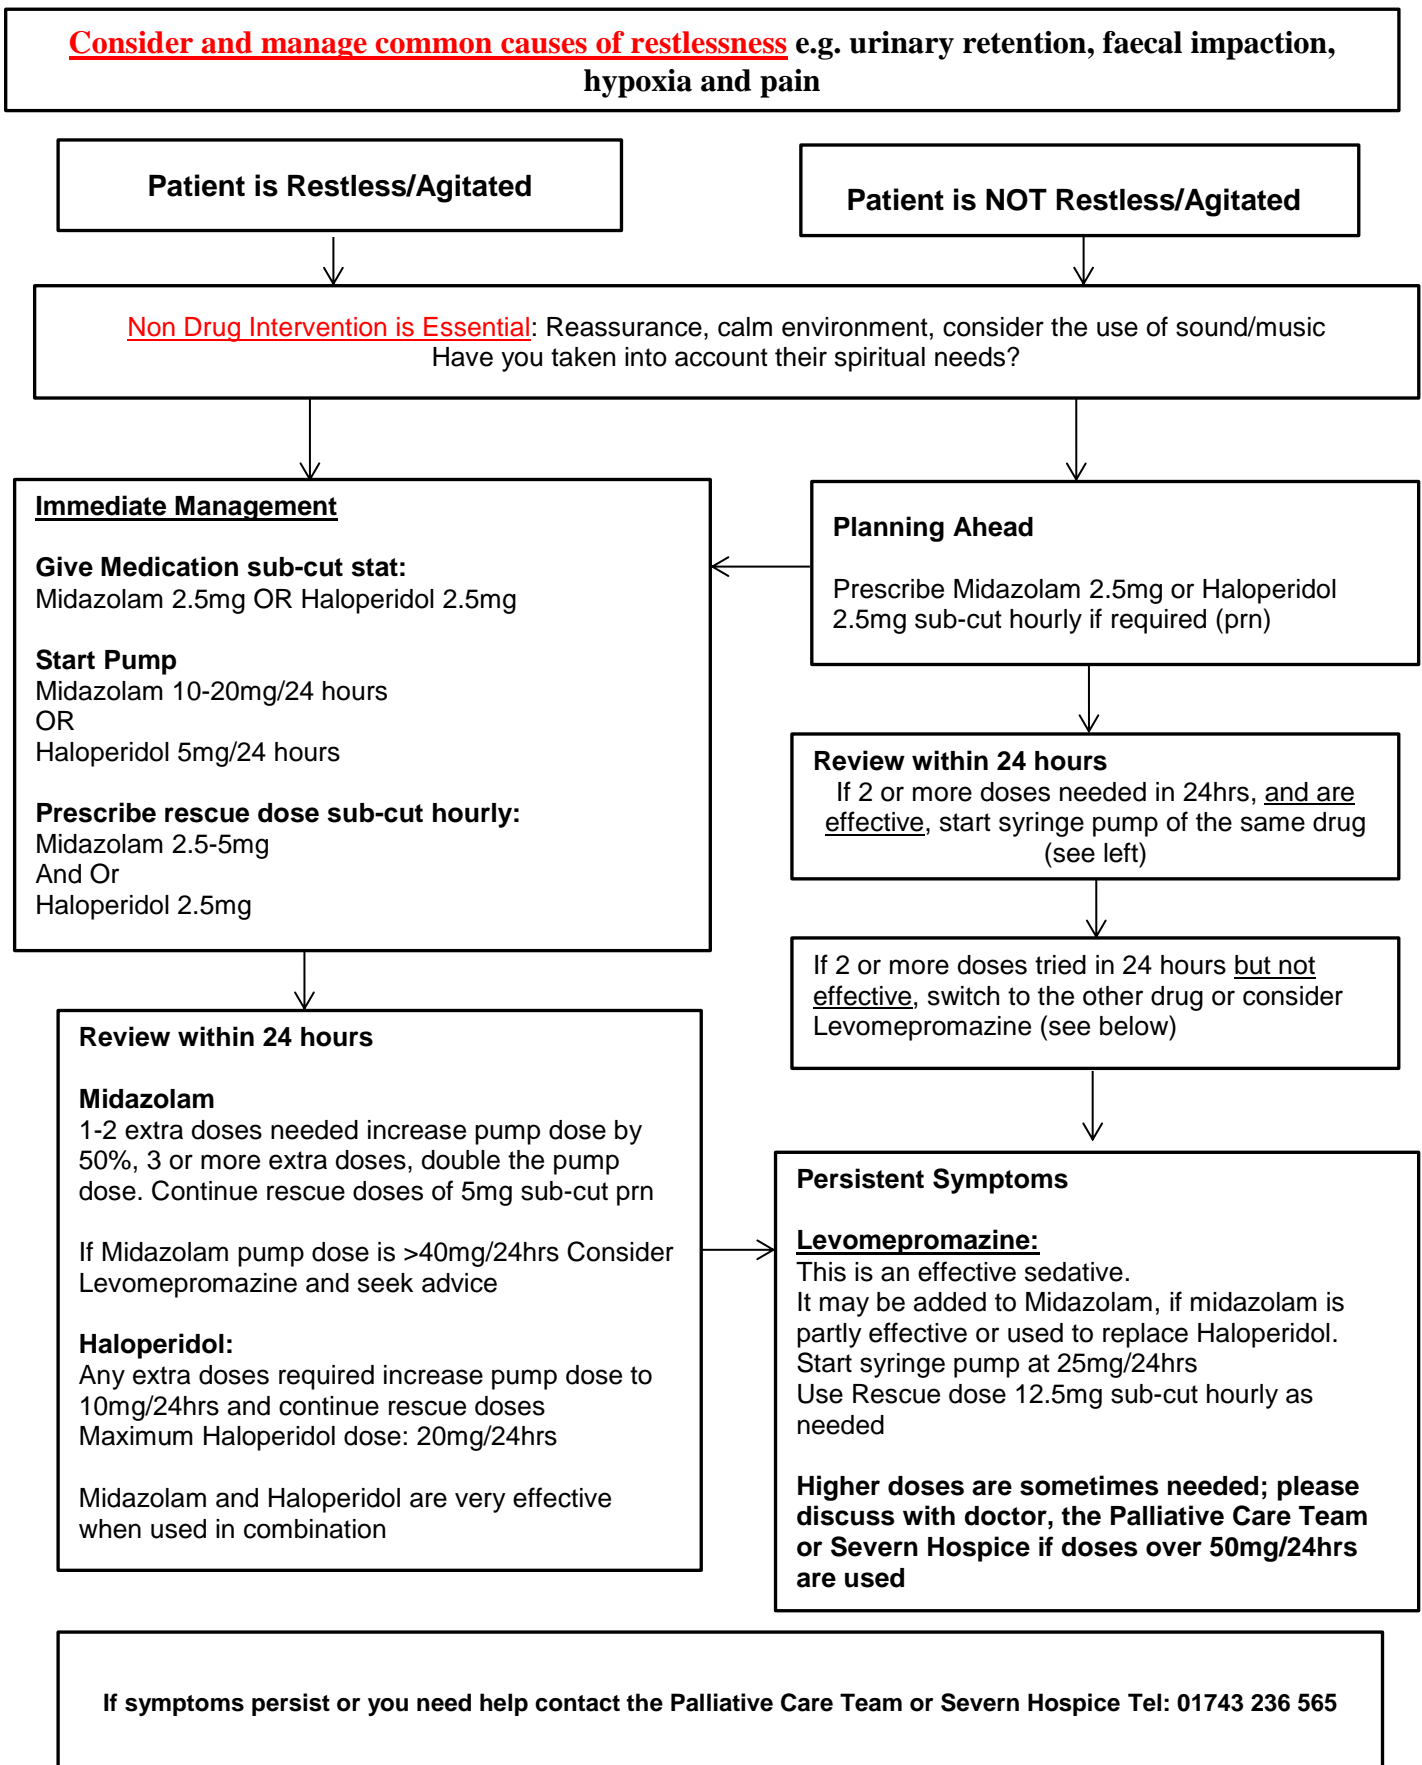 Consider and manage common causes of restlessness e.g. urinary retention, faecal impaction,
hypoxia and pain
Patient is Restless/Agitated
Patient is NOT Restless/Agitated
Non Drug Intervention is Essential: Reassurance, calm environment, consider the use of sound/music
Have you taken into account their spiritual needs?
Immediate Management
Give Medication sub-cut stat:
Midazolam 2.5mg OR Haloperidol 2.5mg
Start Pump
Midazolam 10-20mg/24 hours
OR
Haloperidol 5mg/24 hours
Prescribe rescue dose sub-cut hourly:
Midazolam 2.5-5mg
And Or
Haloperidol 2.5mg
Planning Ahead
Prescribe Midazolam 2.5mg or Haloperidol
2.5mg sub-cut hourly if required (prn)
Review within 24 hours
If 2 or more doses needed in 24hrs, and are
effective, start syringe pump of the same drug
(see left)
If 2 or more doses tried in 24 hours but not
effective, switch to the other drug or consider
Levomepromazine (see below)
Review within 24 hours
Midazolam
1-2 extra doses needed increase pump dose by
50%, 3 or more extra doses, double the pump
dose. Continue rescue doses of 5mg sub-cut prn
If Midazolam pump dose is >40mg/24hrs Consider
Levomepromazine and seek advice
Haloperidol:
Any extra doses required increase pump dose to
10mg/24hrs and continue rescue doses
Maximum Haloperidol dose: 20mg/24hrs
Midazolam and Haloperidol are very effective
when used in combination
Persistent Symptoms
Levomepromazine:
This is an effective sedative.
It may be added to Midazolam, if midazolam is
partly effective or used to replace Haloperidol.
Start syringe pump at 25mg/24hrs
Use Rescue dose 12.5mg sub-cut hourly as
needed
Higher doses are sometimes needed; please
discuss with doctor, the Palliative Care Team
or Severn Hospice if doses over 50mg/24hrs
are used
If symptoms persist or you need help contact the Palliative Care Team or Severn Hospice Tel: 01743 236 565